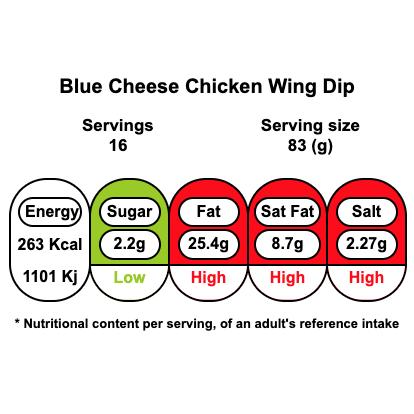 Blue Cheese Chicken Wing Dip
Servings Serving size
16 83 (g)
Energy Sugar Fat Sat Fat Salt
263 Kcal 2.2g 25.4g 8.7g 2.27g
1101 Kj Low High High High
* Nutritional content per serving, of an adult's reference intake